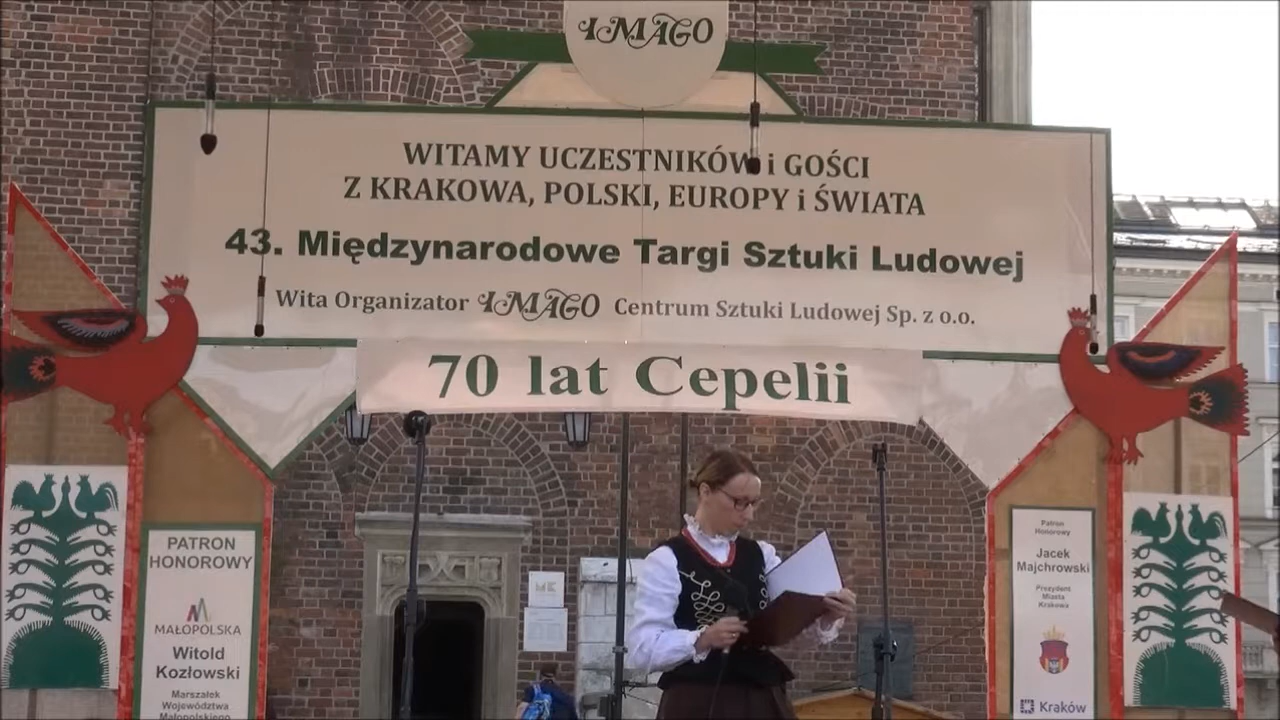 IMAGO
WITAMY UCZESTNIKÓW i GOŚCI
Z KRAKOWA, POLSKI, EUROPY i ŚWIATA
43. Międzynarodowe Targi Sztuki Ludowej
Wita Organizator IMAGO Centrum Sztuki Ludowej Sp. z o.o.
70 lat Cepelii
PATRON
HONOROWY
MAŁOPOLSKA
Witold
Kozłowski
Marszałek
Województwa
Małopolskiego
Patron
Honorowy
Jacek
Majchrowski
Prezydent
Miasta
Krakowa
Kraków